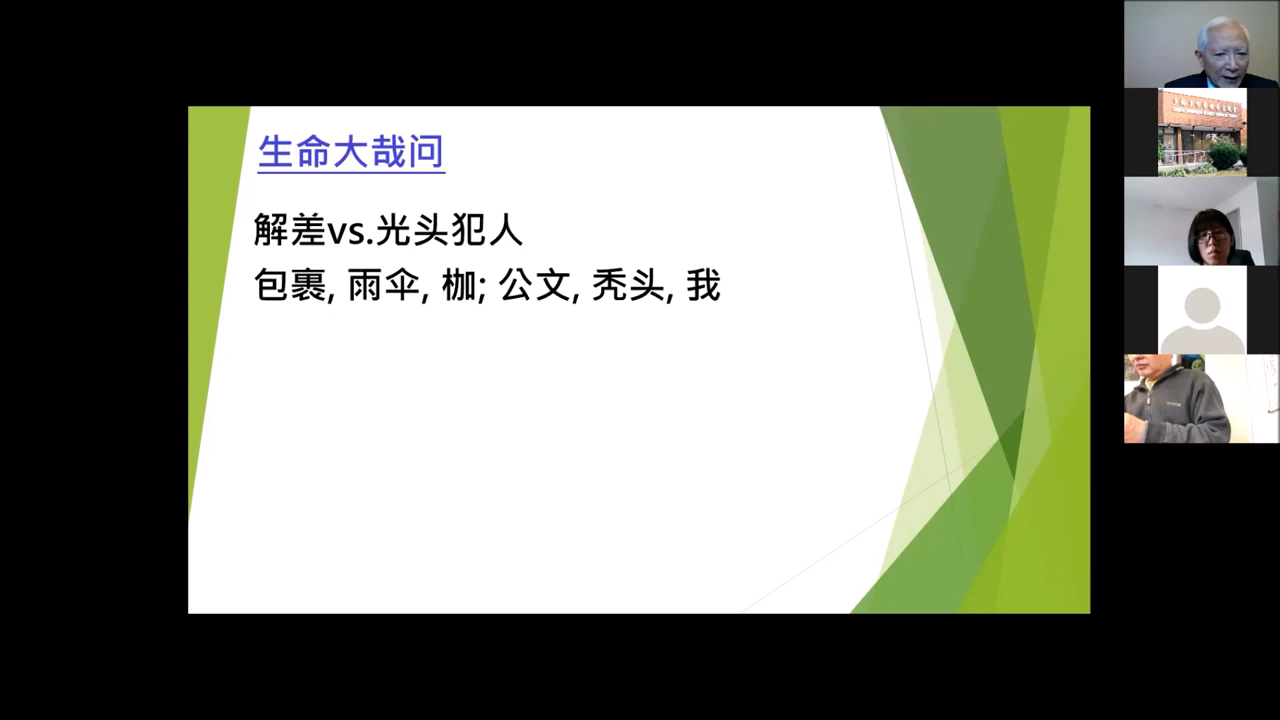 生命大哉问
解差vs.光头犯人
包裹, 雨伞, 枷; 公文, 秃头, 我